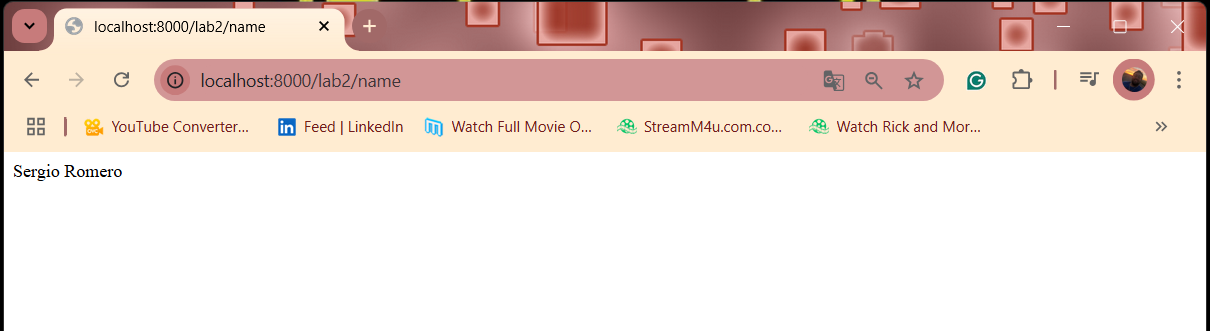 localhost:8000/lab2/name
localhost:8000/lab2/name
YouTube Converter... Feed | LinkedIn Watch Full Movie O... StreamM4u.com.co... Watch Rick and Mor...
Sergio Romero